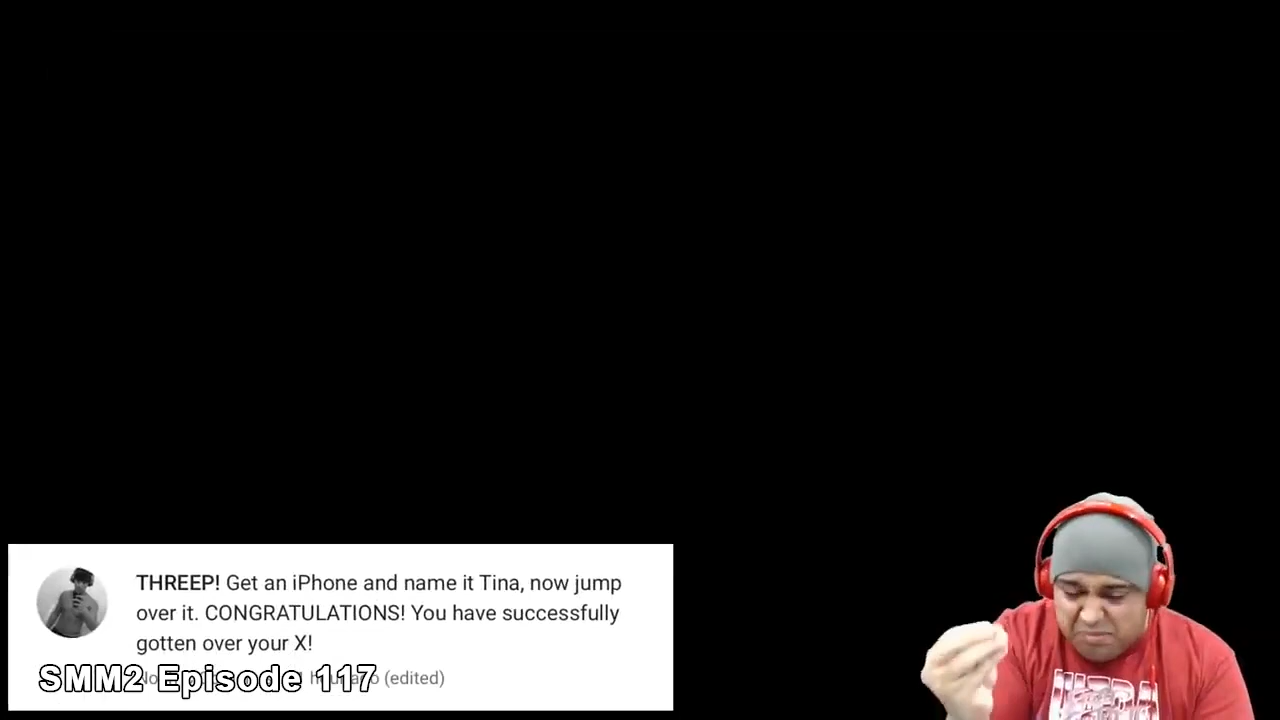 THREEP! Get an iPhone and name it Tina, now jump
over it. CONGRATULATIONS! You have successfully
gotten over your X!
SMM2 Episode 117
(edited)